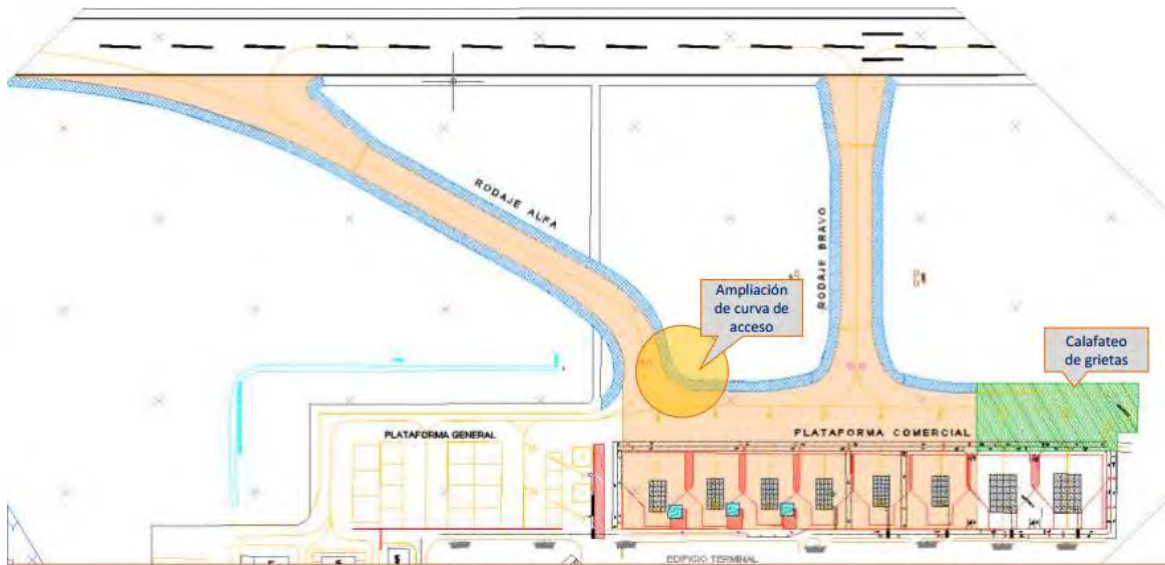 RODAJE ALFA
RODAJE BRAVO
Ampliación
de curva de
acceso
Calafateo
de grietas
PLATAFORMA GENERAL
PLATAFORMA COMERCIAL
EDIFICIO TERMINAL